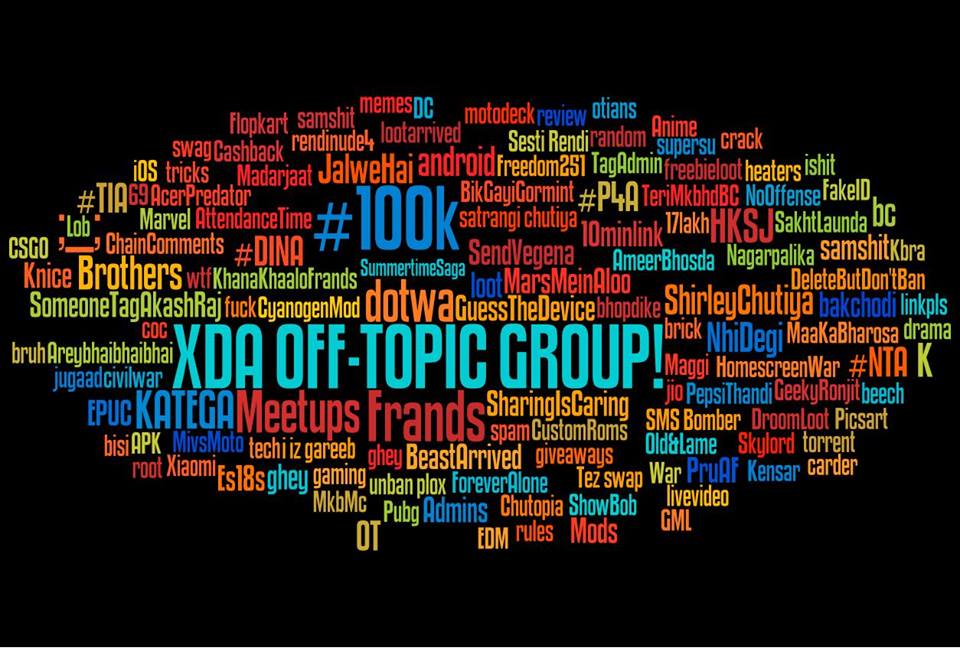 memes DC
Flopkart samshit motodeck review otians
swag Cashback rendinude4 lootarrived Sesti Rendi random supersu Anime crack
iOS tricks Madarjaat JalweHai android Freedom251 TagAdmin freebieloot heaters ishit
#TIA 69 AcerPredator #100k BikGayiGormint #P4A TeriMkbhdBC NoOffense FakeID
Lob Marvel AttendanceTime satrangi chutiya 10minlink 17lakh HKSJ SakhtLaunda bc
;__;
CSGO ChainComments #DINA SendVegena AmeerBhosda Nagarpalika samshit Kbra
Knice Brothers wtf KhanaKhaaloFrands SummertimeSaga loot MarsMeinAloo DeleteButDon'tBan
SomeoneTagAkashRaj fuck CyanogenMod dotwa GuessTheDevice bhopdike ShirleyChutiya bakchodi linkpls
coc XDA OFF-TOPIC GROUP! brick NhiDegi MaaKaBharosa drama
bruh Areybhaibhaibhai Maggi HomescreenWar #NTA K
jugaad civilwar jio PepsiThandi GeekyRonjit beech
EPUC KATEGA Meetups Frands SharingIsCaring SMS Bomber DroomLoot Picsart
bisi APK MivsMoto techi iz gareeb spam CustomRoms Old&Lame Skylord torrent
root Xiaomi Es18s ghey gaming ghey BeastArrived giveaways War PruAF Kensar carder
MkbMc unban plox ForeverAlone Tez swap livevideo
Pubg Admins Chutopia ShowBob GML
OT EDM rules Mods